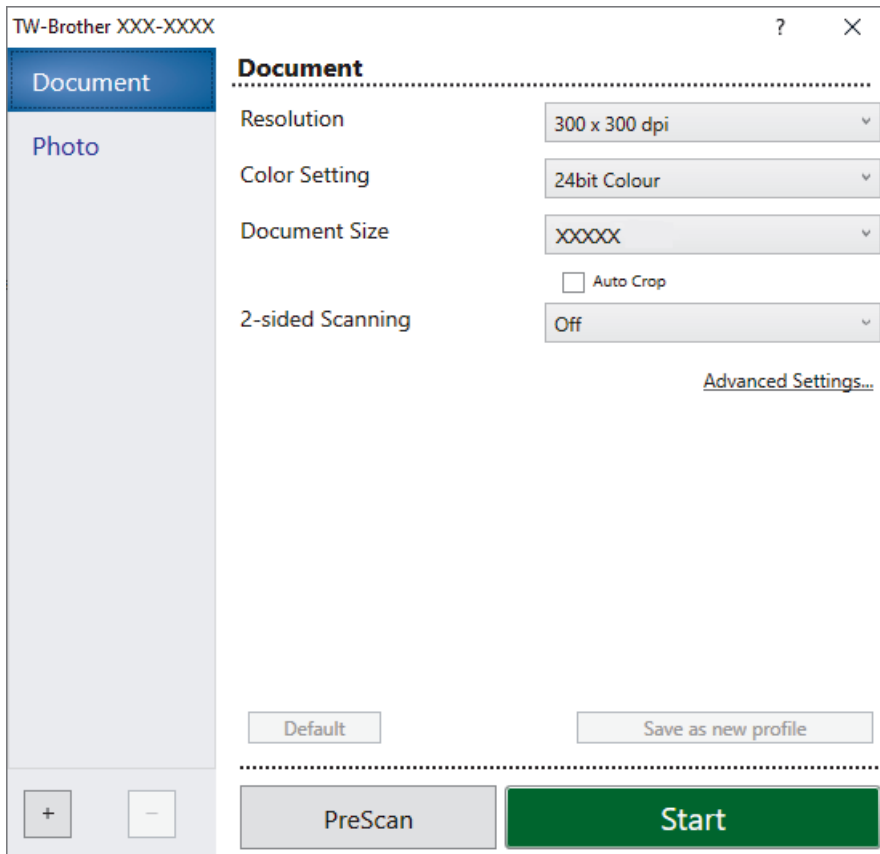 TW-Brother XXX-XXXX ?
Document
Photo
Document
Resolution 300 x 300 dpi
Color Setting 24bit Colour
Document Size XXXXX
Auto Crop
2-sided Scanning Off
Advanced Settings...
Default Save as new profile
+ −
PreScan Start